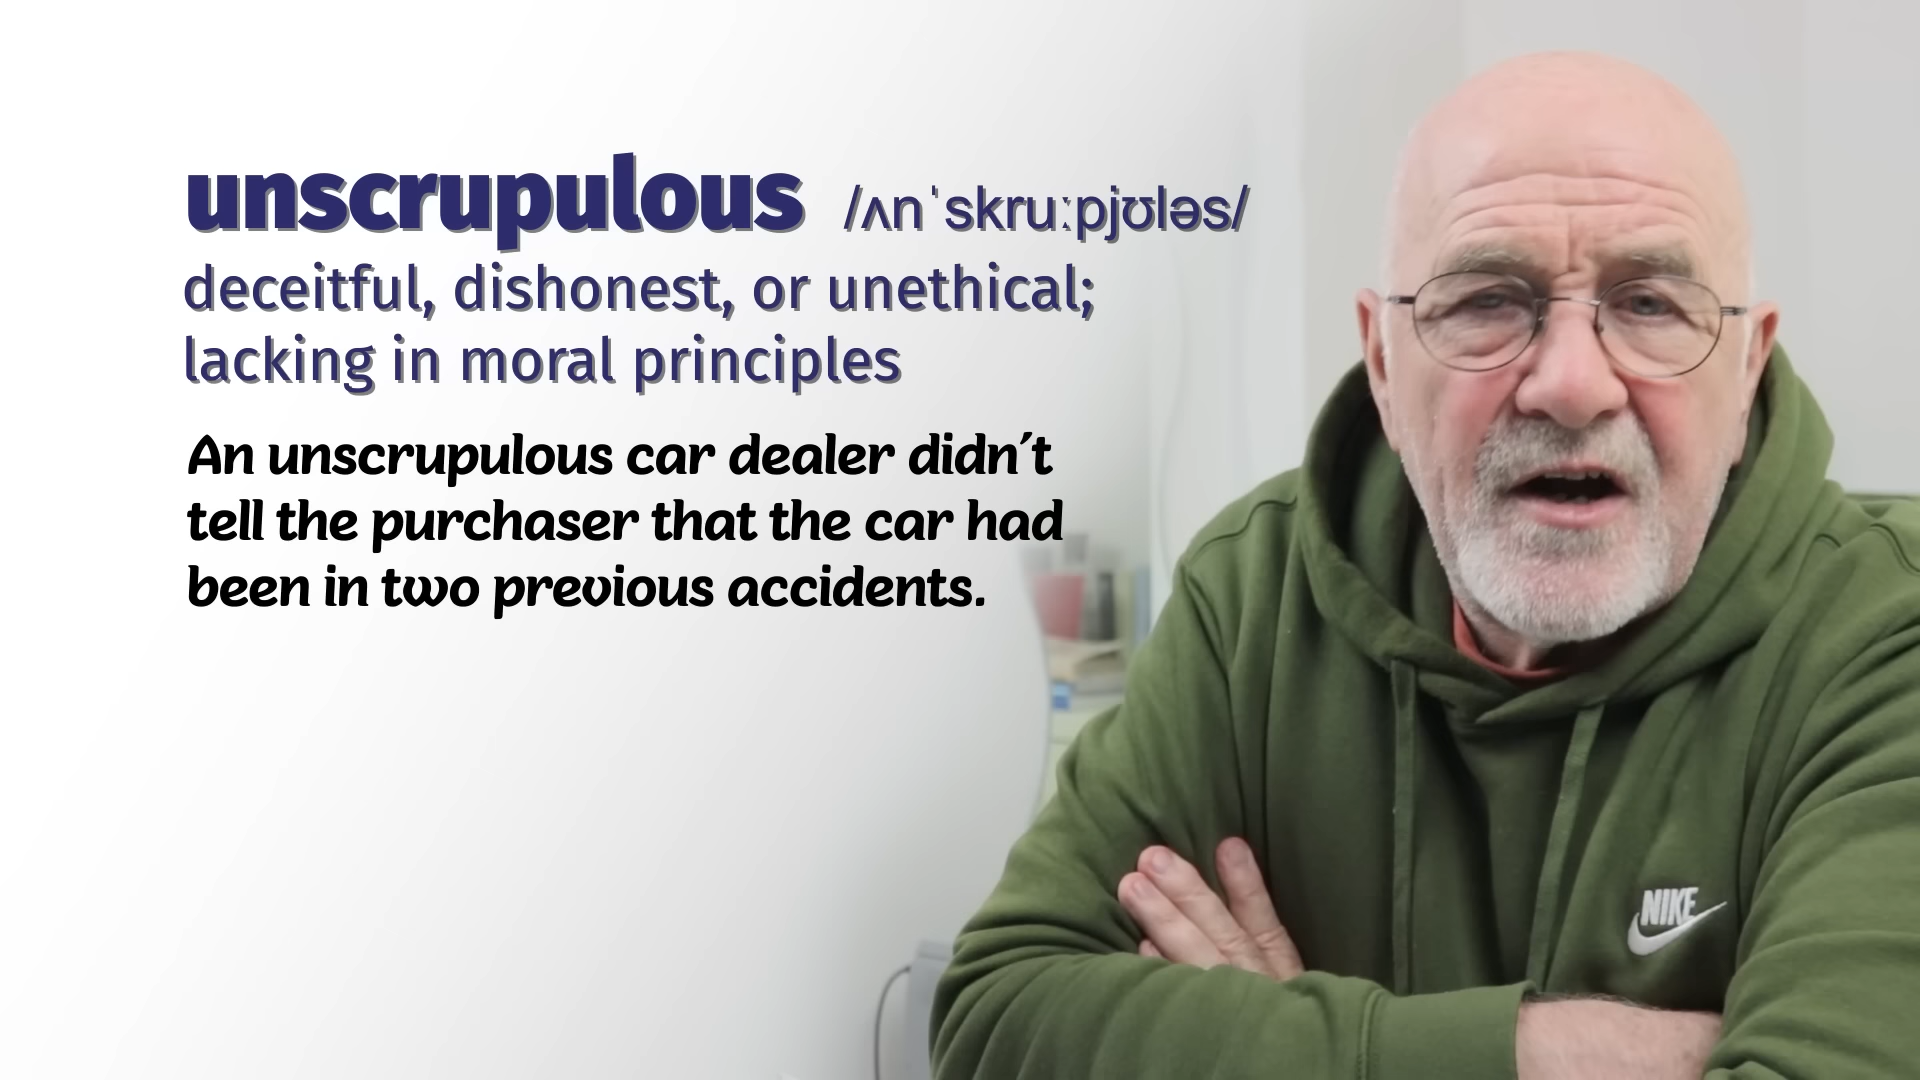 unscrupulous /ʌnˈskruːpjʊləs/
deceitful, dishonest, or unethical;
lacking in moral principles
An unscrupulous car dealer didn't
tell the purchaser that the car had
been in two previous accidents.
NIKE